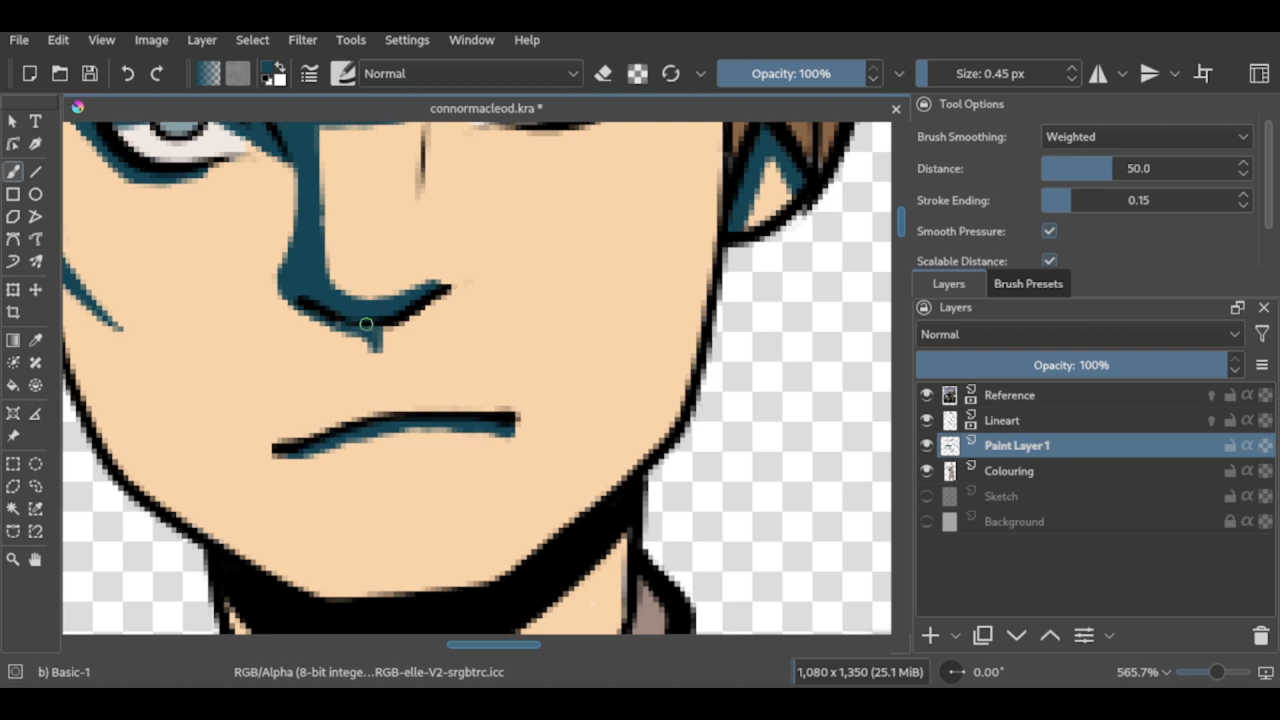 File Edit View Image Layer Select Filter Tools Settings Window Help
Normal Opacity: 100% Size: 0.45 px
connormacleod.kra *
Tool Options
Brush Smoothing: Weighted
Distance: 50.0
Stroke Ending: 0.15
Smooth Pressure:
Scalable Distance:
Layers Brush Presets
Layers
Normal
Opacity: 100%
Reference
Lineart
Paint Layer 1
Colouring
Sketch
Background
b) Basic-1 RGB/Alpha (8-bit intege...RGB-elle-V2-srgbtrc.icc 1,080 x 1,350 (25.1 MiB) 0.00° 565.7%